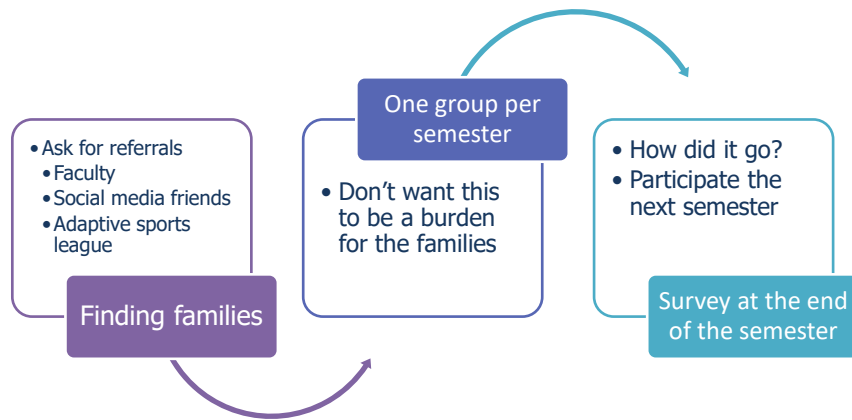 • Ask for referrals
• Faculty
• Social media friends
• Adaptive sports
league
Finding families
One group per
semester
• Don’t want this
to be a burden
for the families
• How did it go?
• Participate the
next semester
Survey at the end
of the semester